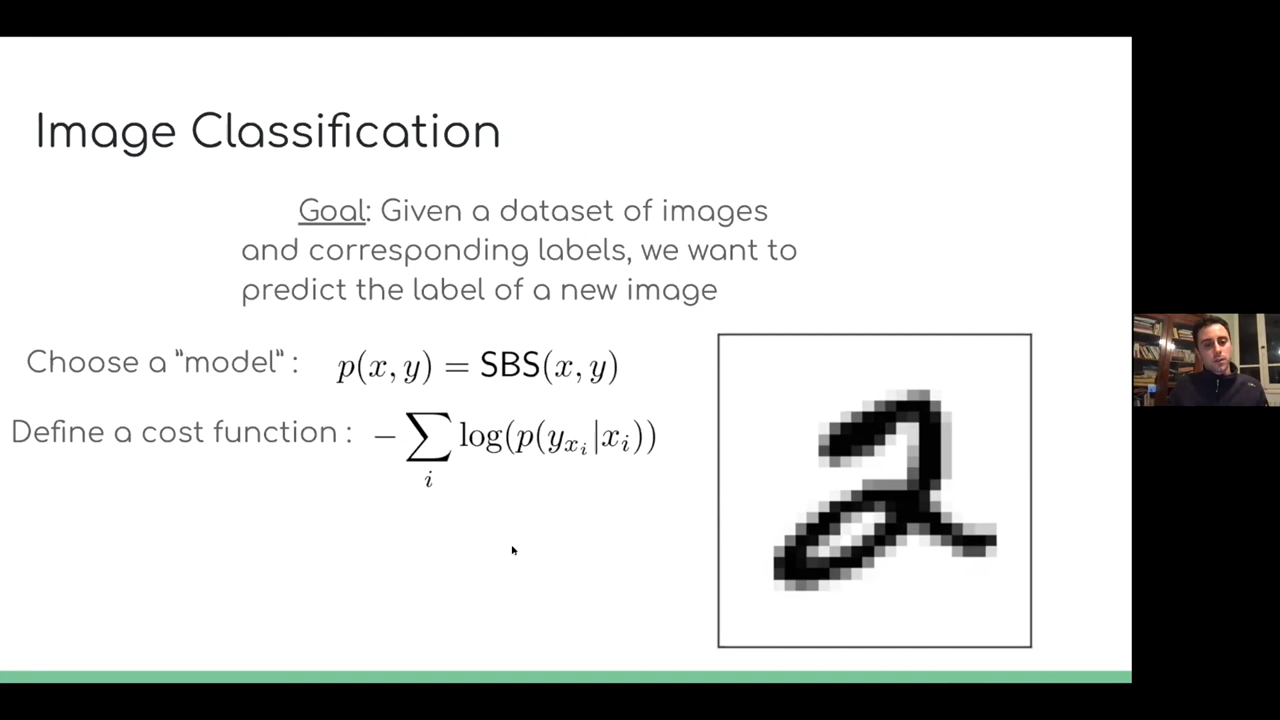 Image Classification
Goal: Given a dataset of images
and corresponding labels, we want to
predict the label of a new image
Choose a "model" : p(x, y) = SBS(x, y)
Define a cost function : − ∑_i log(p(y_{x_i}|x_i))
2